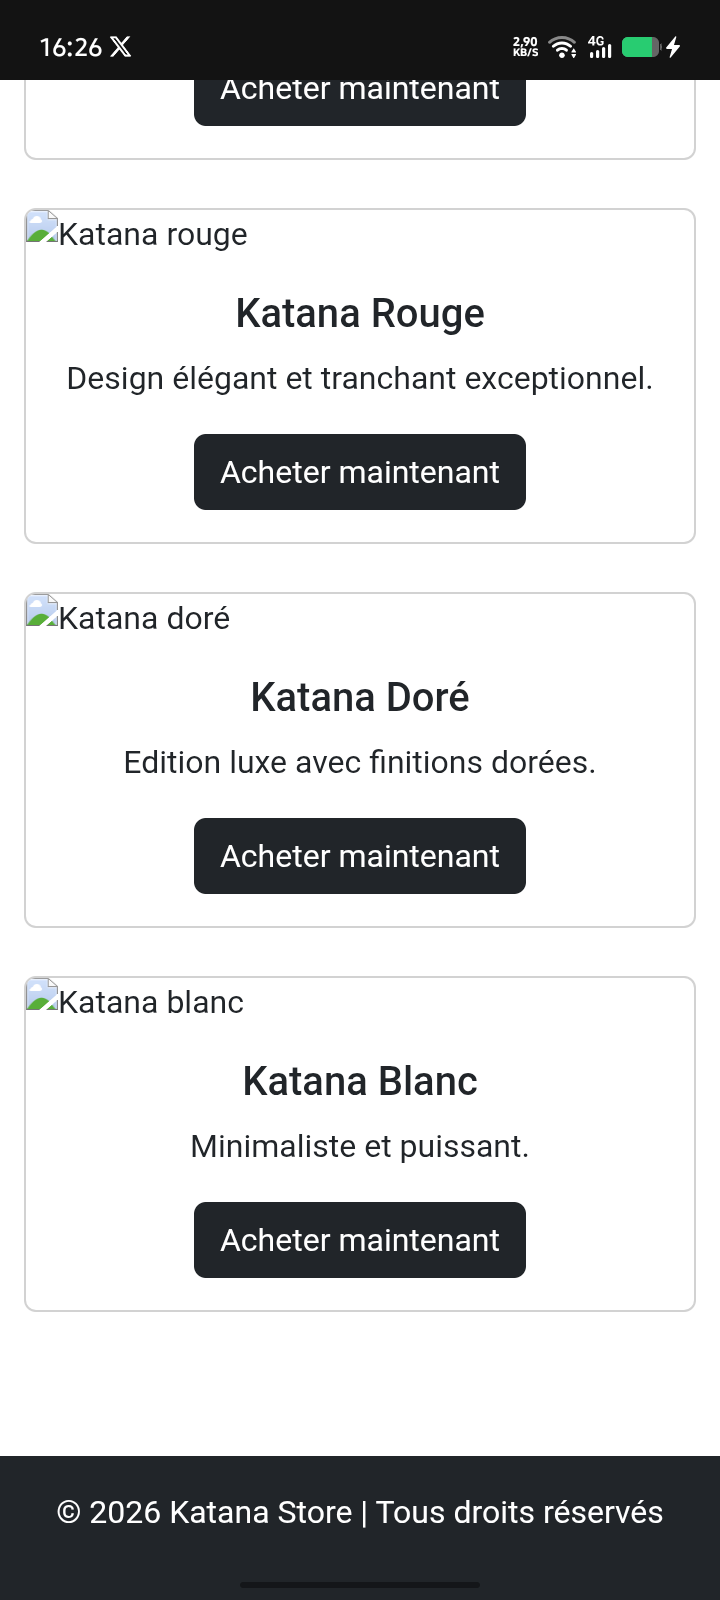 16:26
2,90
KB/S
4G
Acheter maintenant
Katana rouge
Katana Rouge
Design élégant et tranchant exceptionnel.
Acheter maintenant
Katana doré
Katana Doré
Edition luxe avec finitions dorées.
Acheter maintenant
Katana blanc
Katana Blanc
Minimaliste et puissant.
Acheter maintenant
© 2026 Katana Store | Tous droits réservés